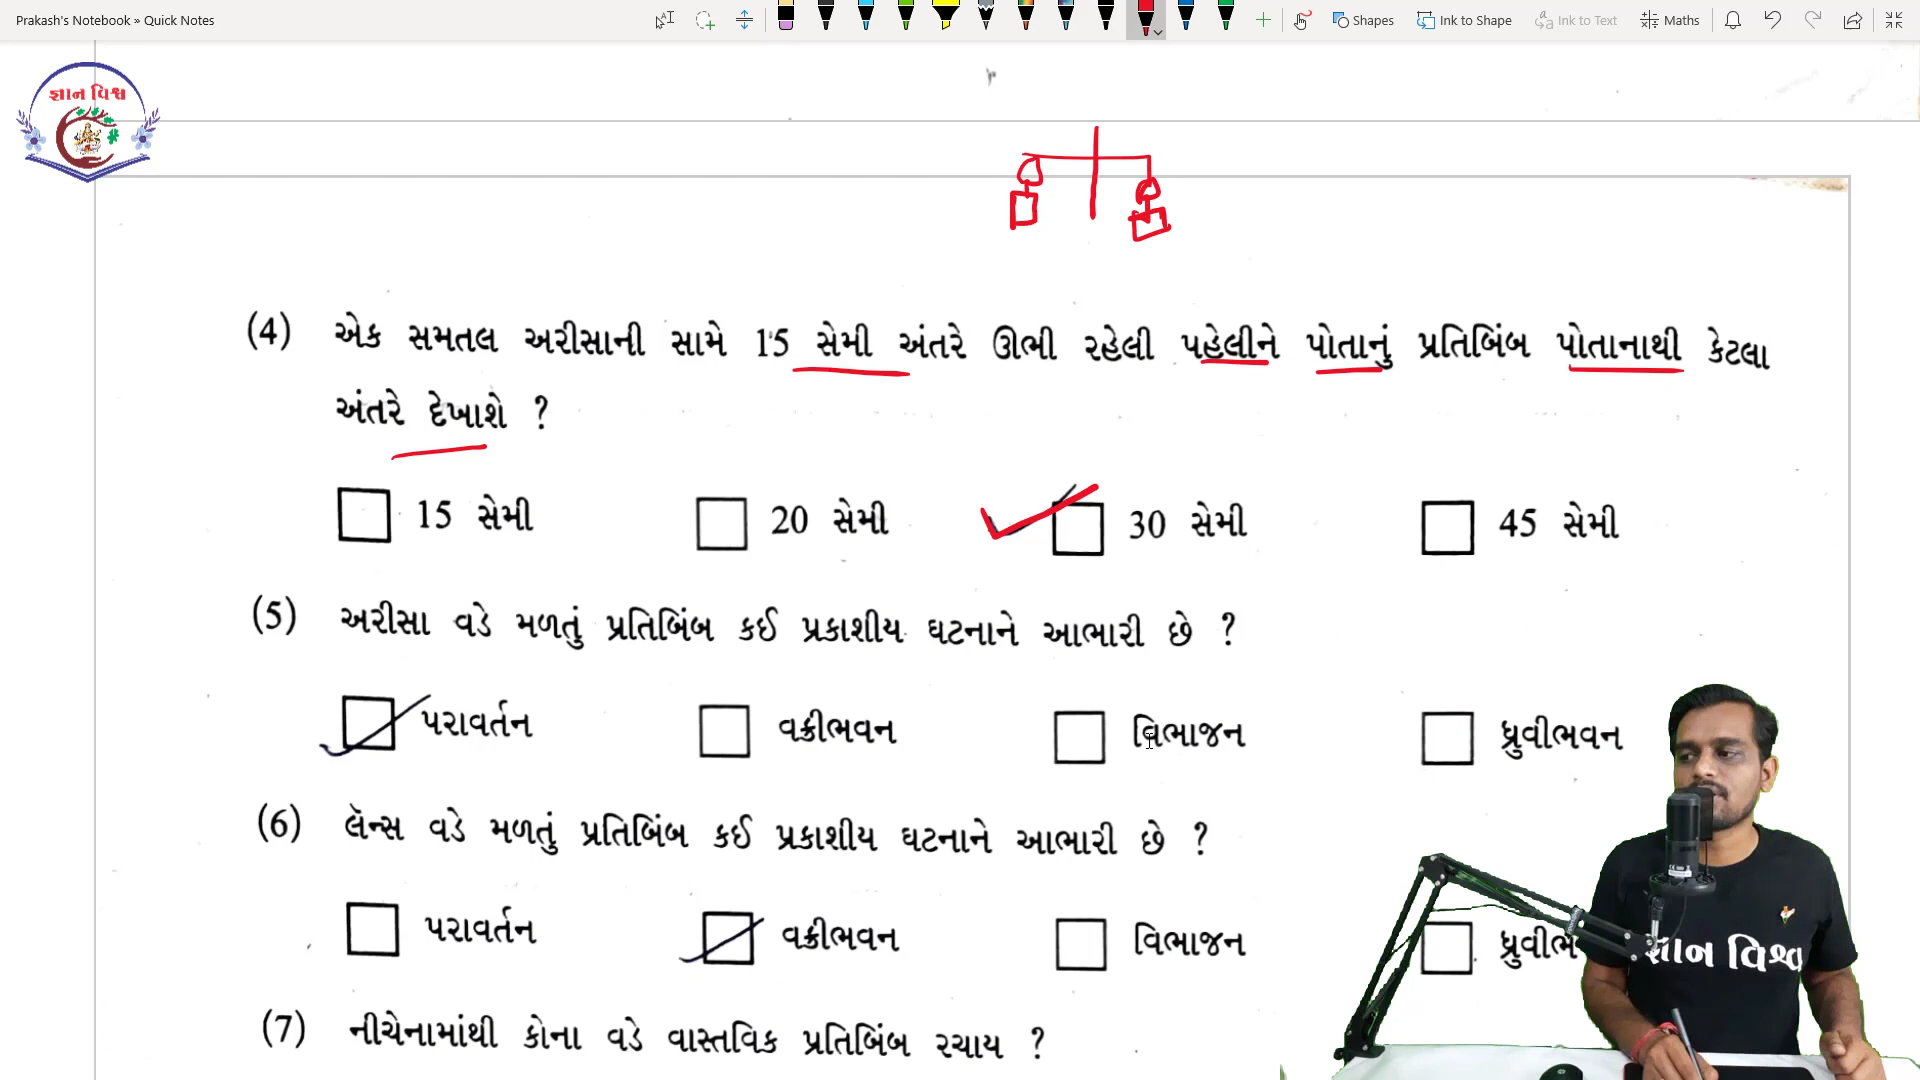 Prakash's Notebook » Quick Notes
Shapes
Ink to Shape
Ink to Text
Maths
જ્ઞાન વિશ્વ
(4) એક સમતલ અરીસાની સામે 15 સેમી અંતરે ઊભી રહેલી પહેલીને પોતાનું પ્રતિબિંબ પોતાનાથી કેટલા
અંતરે દેખાશે ?
15 સેમી 20 સેમી 30 સેમી 45 સેમી
(5) અરીસા વડે મળતું પ્રતિબિંબ કઈ પ્રકાશીય ઘટનાને આભારી છે ?
પરાવર્તન વક્રીભવન વિભાજન ધ્રુવીભવન
(6) લૅન્સ વડે મળતું પ્રતિબિંબ કઈ પ્રકાશીય ઘટનાને આભારી છે ?
પરાવર્તન વક્રીભવન વિભાજન ધ્રુવીભ
જ્ઞાન વિશ્વ
(7) નીચેનામાંથી કોના વડે વાસ્તવિક પ્રતિબિંબ રચાય ?